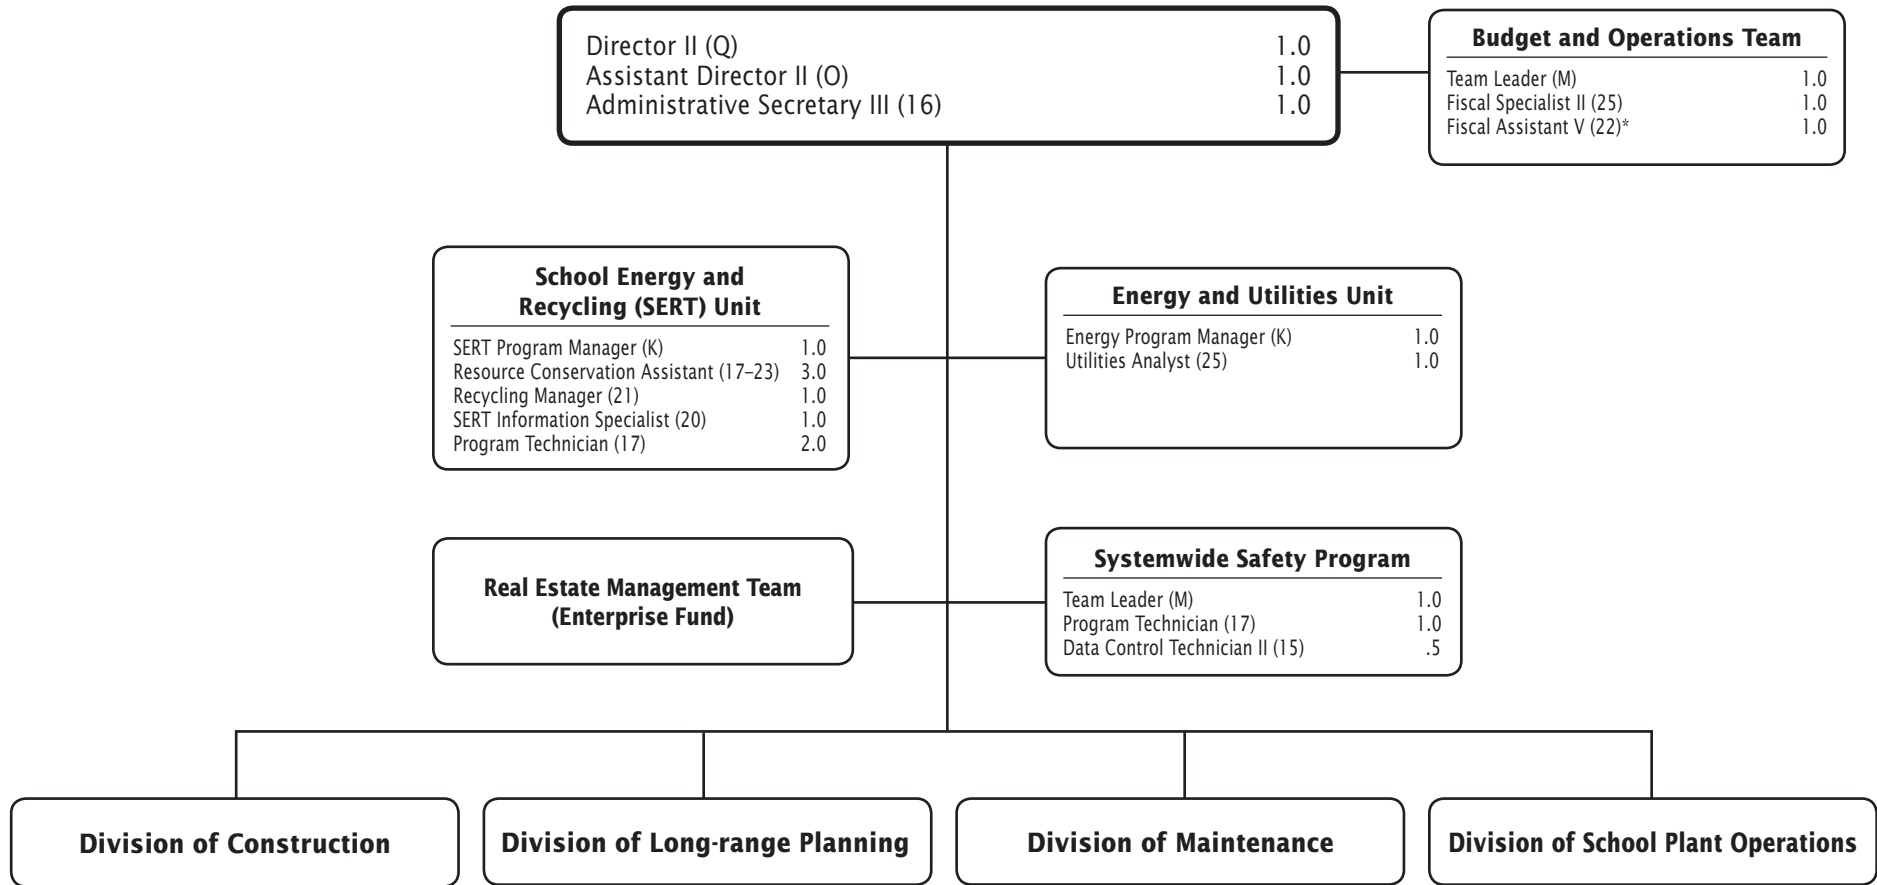 Director II (Q) 1.0
Assistant Director II (O) 1.0
Administrative Secretary III (16) 1.0
Budget and Operations Team
Team Leader (M) 1.0
Fiscal Specialist II (25) 1.0
Fiscal Assistant V (22)* 1.0
School Energy and
Recycling (SERT) Unit
SERT Program Manager (K) 1.0
Resource Conservation Assistant (17–23) 3.0
Recycling Manager (21) 1.0
SERT Information Specialist (20) 1.0
Program Technician (17) 2.0
Energy and Utilities Unit
Energy Program Manager (K) 1.0
Utilities Analyst (25) 1.0
Real Estate Management Team
(Enterprise Fund)
Systemwide Safety Program
Team Leader (M) 1.0
Program Technician (17) 1.0
Data Control Technician II (15) .5
Division of Construction
Division of Long-range Planning
Division of Maintenance
Division of School Plant Operations